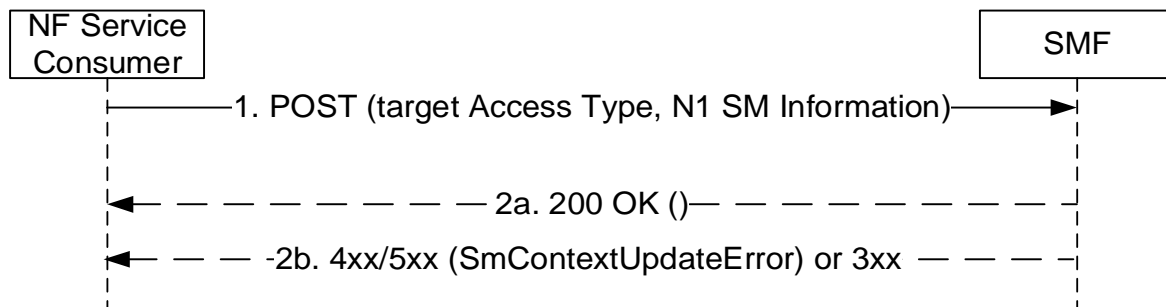 NF Service
Consumer
SMF
1. POST (target Access Type, N1 SM Information)
2a. 200 OK ()
2b. 4xx/5xx (SmContextUpdateError) or 3xx